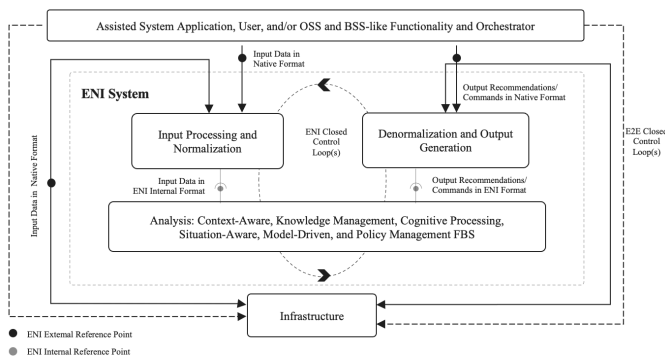 Assisted System Application, User, and/or OSS and BSS-like Functionality and Orchestrator
Input Data in
Native Format
Output Recommendations/
Commands in Native Format
ENI System
Input Processing and
Normalization
ENI Closed
Control
Loop(s)
Denormalization and Output
Generation
E2E Closed
Control
Loop(s)
Input Data in Native Format
Input Data in
ENI Internal Format
Output Recommendations/
Commands in ENI Format
Analysis: Context-Aware, Knowledge Management, Cognitive Processing,
Situation-Aware, Model-Driven, and Policy Management FBS
Infrastructure
ENI External Reference Point
ENI Internal Reference Point